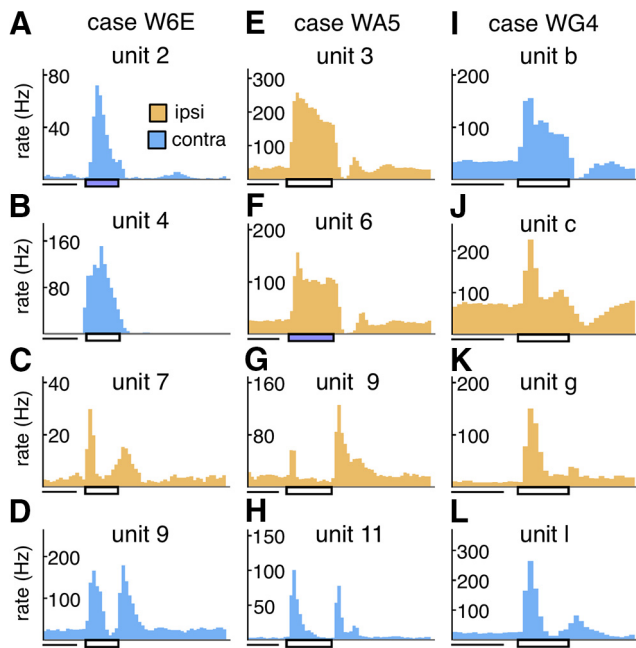 A case W6E E case WA5 I case WG4
unit 2 unit 3 unit b
rate (Hz) 80 40 ipsi contra 300 200 100 200 100
B unit 4 F unit 6 J unit c
rate (Hz) 160 80 200 100 200 100
C unit 7 G unit 9 K unit g
rate (Hz) 40 20 160 80 200 100
D unit 9 H unit 11 L unit l
rate (Hz) 200 100 150 100 50 300 200 100